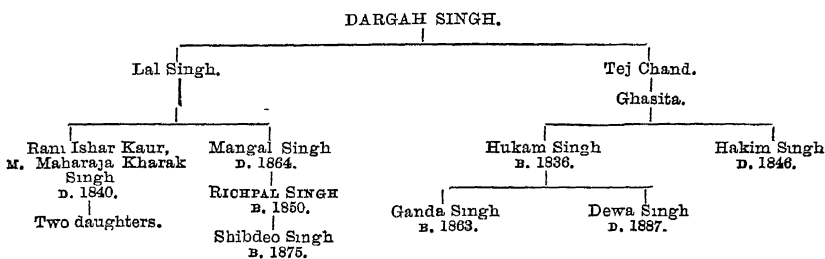 DARGAH SINGH.
Lal Singh.
Tej Chand.
Ghasita.
Rani Ishar Kaur,
M. Maharaja Kharak
Singh
D. 1840.
Two daughters.
Mangal Singh
D. 1864.
RICHPAL SINGH
B. 1850.
Shibdeo Singh
B. 1875.
Hukam Singh
B. 1836.
Hakim Singh
D. 1846.
Ganda Singh
B. 1863.
Dewa Singh
D. 1887.